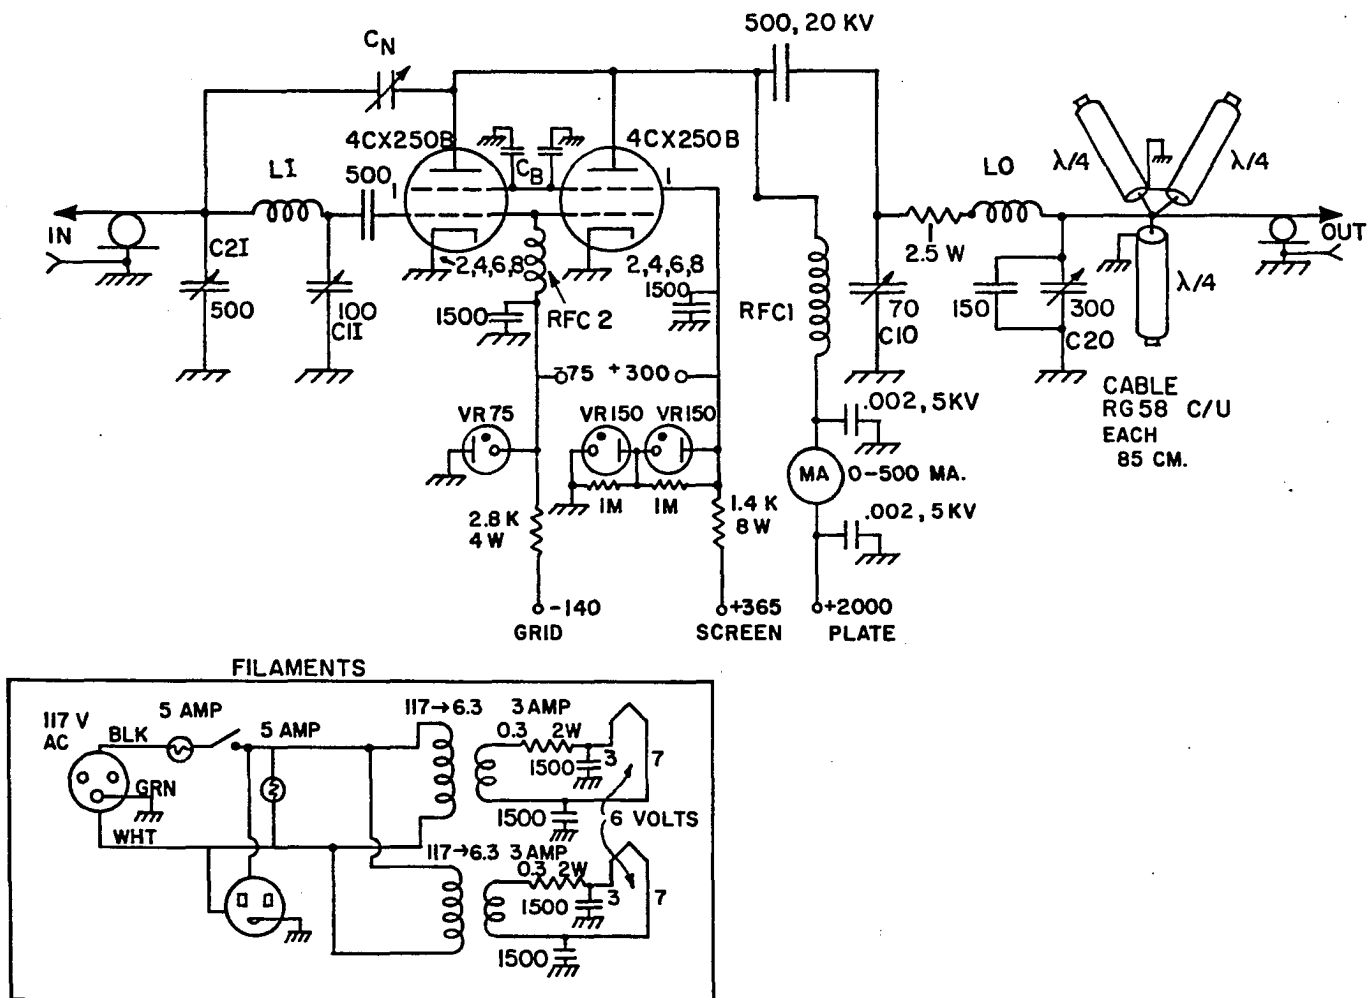 500, 20 KV
CN
4CX250B
4CX250B
CB
LI
500
1
1
IN
C2I
500
100
C1I
2,4,6,8
1500
RFC 2
2,4,6,8
1500
RFC1
2.5 W
LO
70
C10
150
300
C20
λ/4
λ/4
λ/4
OUT
CABLE
RG58 C/U
EACH
85 CM.
-75 +300
VR75
VR150 VR150
1M 1M
2.8 K
4 W
1.4 K
8 W
.002, 5KV
MA
0-500 MA.
.002, 5KV
-140
GRID
+365
SCREEN
+2000
PLATE
FILAMENTS
117 V
AC
BLK
5 AMP
5 AMP
GRN
WHT
117→6.3 3 AMP
0.3 2W
1500
3
7
1500
6 VOLTS
117→6.3 3 AMP
0.3 2W
1500
3
7
1500